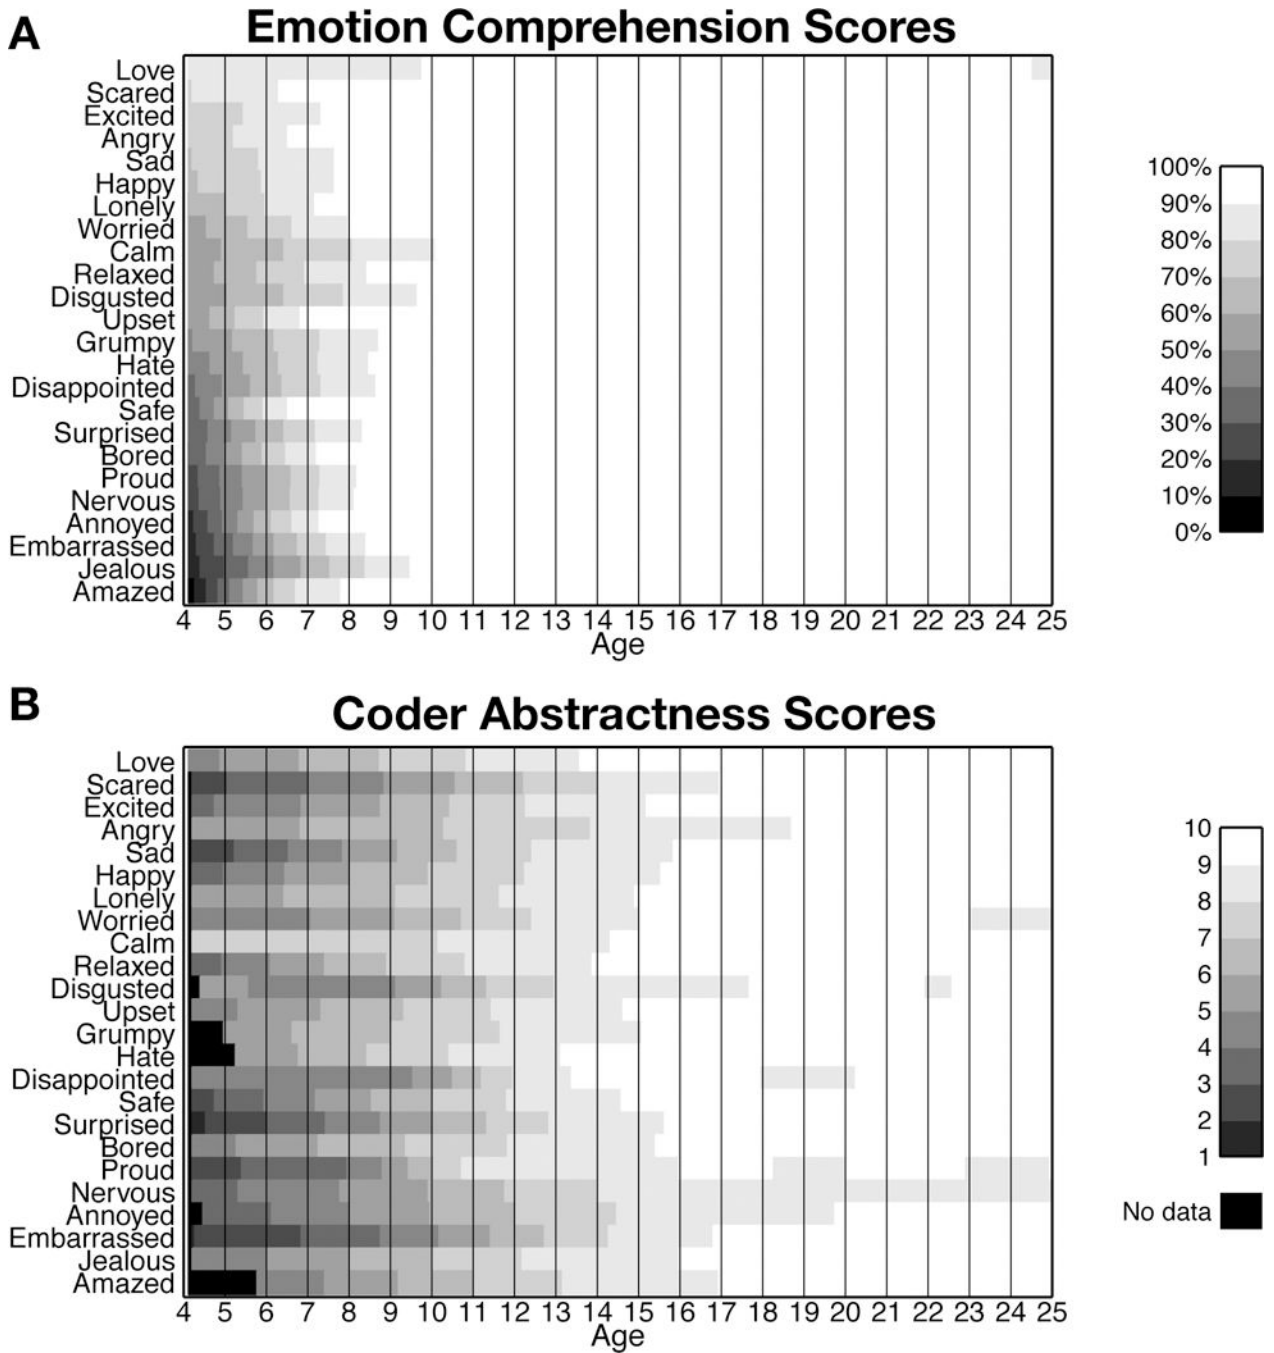 A
Emotion Comprehension Scores
Love
Scared
Excited
Angry
Sad
Happy
Lonely
Worried
Calm
Relaxed
Disgusted
Upset
Grumpy
Hate
Disappointed
Safe
Surprised
Bored
Proud
Nervous
Annoyed
Embarrassed
Jealous
Amazed
4 5 6 7 8 9 10 11 12 13 14 15 16 17 18 19 20 21 22 23 24 25
Age
100%
90%
80%
70%
60%
50%
40%
30%
20%
10%
0%
B
Coder Abstractness Scores
Love
Scared
Excited
Angry
Sad
Happy
Lonely
Worried
Calm
Relaxed
Disgusted
Upset
Grumpy
Hate
Disappointed
Safe
Surprised
Bored
Proud
Nervous
Annoyed
Embarrassed
Jealous
Amazed
4 5 6 7 8 9 10 11 12 13 14 15 16 17 18 19 20 21 22 23 24 25
Age
10
9
8
7
6
5
4
3
2
1
No data